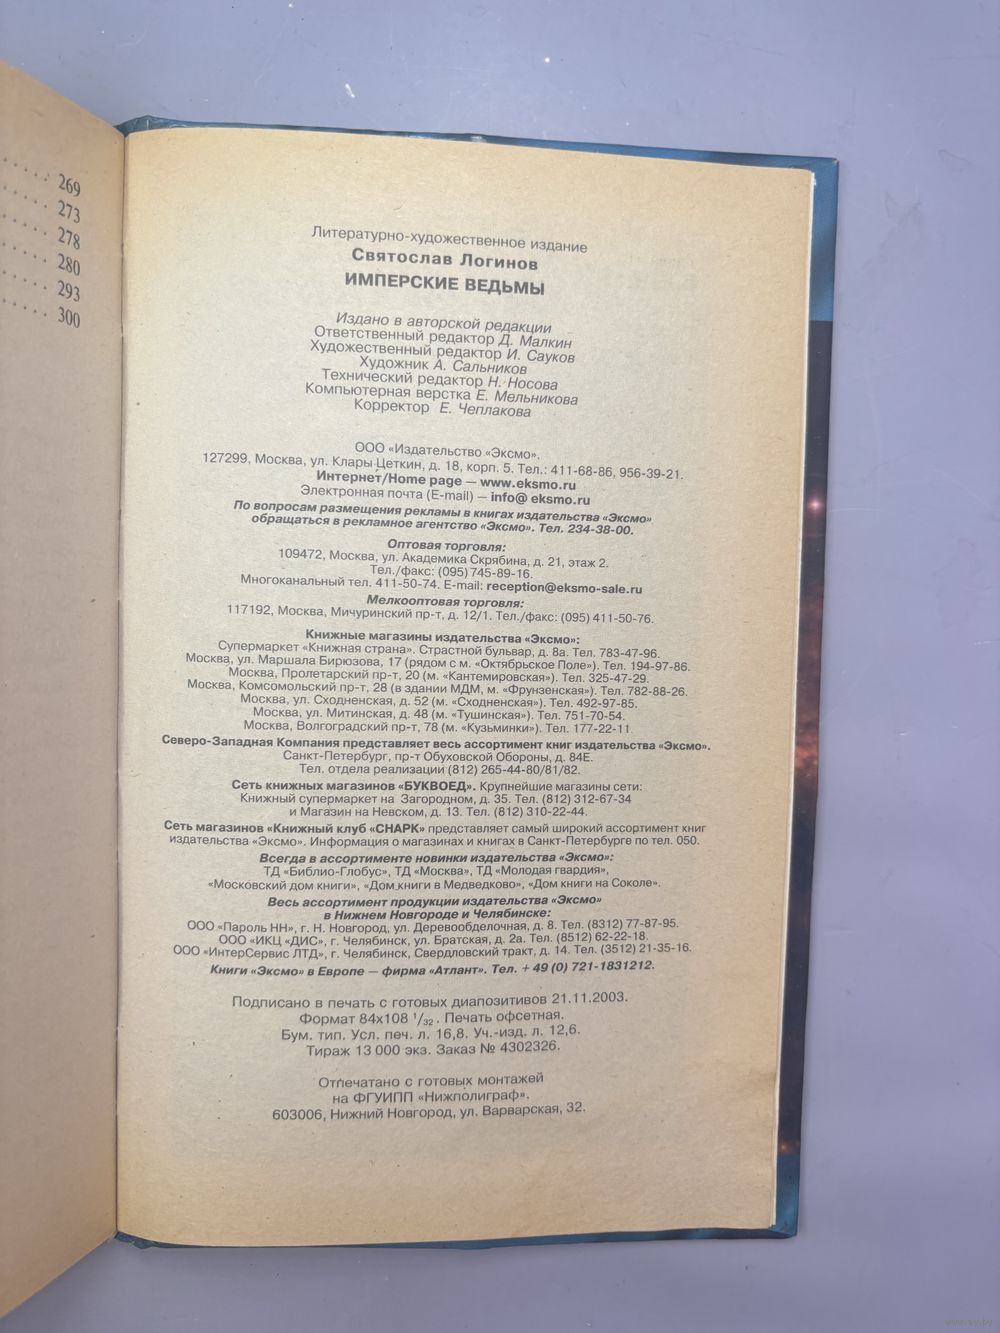 269
273
278
280
293
300
Литературно-художественное издание
Святослав Логинов
ИМПЕРСКИЕ ВЕДЬМЫ
Издано в авторской редакции
Ответственный редактор Д. Малкин
Художественный редактор И. Сауков
Художник А. Сальников
Технический редактор Н. Носова
Компьютерная верстка Е. Мельникова
Корректор Е. Чеплакова
ООО «Издательство «Эксмо».
127299, Москва, ул. Клары Цеткин, д. 18, корп. 5. Тел.: 411-68-86, 956-39-21.
Интернет/Home page — www.eksmo.ru
Электронная почта (E-mail) — info@ eksmo.ru
По вопросам размещения рекламы в книгах издательства «Эксмо»
обращаться в рекламное агентство «Эксмо». Тел. 234-38-00.
Оптовая торговля:
109472, Москва, ул. Академика Скрябина, д. 21, этаж 2.
Тел./факс: (095) 745-89-16.
Многоканальный тел. 411-50-74. E-mail: reception@eksmo-sale.ru
Мелкооптовая торговля:
117192, Москва, Мичуринский пр-т, д. 12/1. Тел./факс: (095) 411-50-76.
Книжные магазины издательства «Эксмо»:
Супермаркет «Книжная страна». Страстной бульвар, д. 8а. Тел. 783-47-96.
Москва, ул. Маршала Бирюзова, 17 (рядом с м. «Октябрьское Поле»). Тел. 194-97-86.
Москва, Пролетарский пр-т, 20 (м. «Кантемировская»). Тел. 325-47-29.
Москва, Комсомольский пр-т, 28 (в здании МДМ, м. «Фрунзенская»). Тел. 782-88-26.
Москва, ул. Сходненская, д. 52 (м. «Сходненская»). Тел. 492-97-85.
Москва, ул. Митинская, д. 48 (м. «Тушинская»). Тел. 751-70-54.
Москва, Волгоградский пр-т, 78 (м. «Кузьминки»). Тел. 177-22-11.
Северо-Западная Компания представляет весь ассортимент книг издательства «Эксмо».
Санкт-Петербург, пр-т Обуховской Обороны, д. 84Е.
Тел. отдела реализации (812) 265-44-80/81/82.
Сеть книжных магазинов «БУКВОЕД». Крупнейшие магазины сети:
Книжный супермаркет на Загородном, д. 35. Тел. (812) 312-67-34
и Магазин на Невском, д. 13. Тел. (812) 310-22-44.
Сеть магазинов «Книжный клуб «СНАРК» представляет самый широкий ассортимент книг
издательства «Эксмо». Информация о магазинах и книгах в Санкт-Петербурге по тел. 050.
Всегда в ассортименте новинки издательства «Эксмо»:
ТД «Библио-Глобус», ТД «Москва», ТД «Молодая гвардия»,
«Московский дом книги», «Дом книги в Медведково», «Дом книги на Соколе».
Весь ассортимент продукции издательства «Эксмо»
в Нижнем Новгороде и Челябинске:
ООО «Пароль НН», г. Н. Новгород, ул. Деревообделочная, д. 8. Тел. (8312) 77-87-95.
ООО «ИКЦ «ДИС», г. Челябинск, ул. Братская, д. 2а. Тел. (8512) 62-22-18.
ООО «ИнтерСервис ЛТД», г. Челябинск, Свердловский тракт, д. 14. Тел. (3512) 21-35-16.
Книги «Эксмо» в Европе — фирма «Атлант». Тел. + 49 (0) 721-1831212.
Подписано в печать с готовых диапозитивов 21.11.2003.
Формат 84x108 1/32. Печать офсетная.
Бум. тип. Усл. печ. л. 16,8. Уч.-изд. л. 12,6.
Тираж 13 000 экз. Заказ № 4302326.
Отпечатано с готовых монтажей
на ФГУИПП «Нижполиграф».
603006, Нижний Новгород, ул. Варварская, 32.